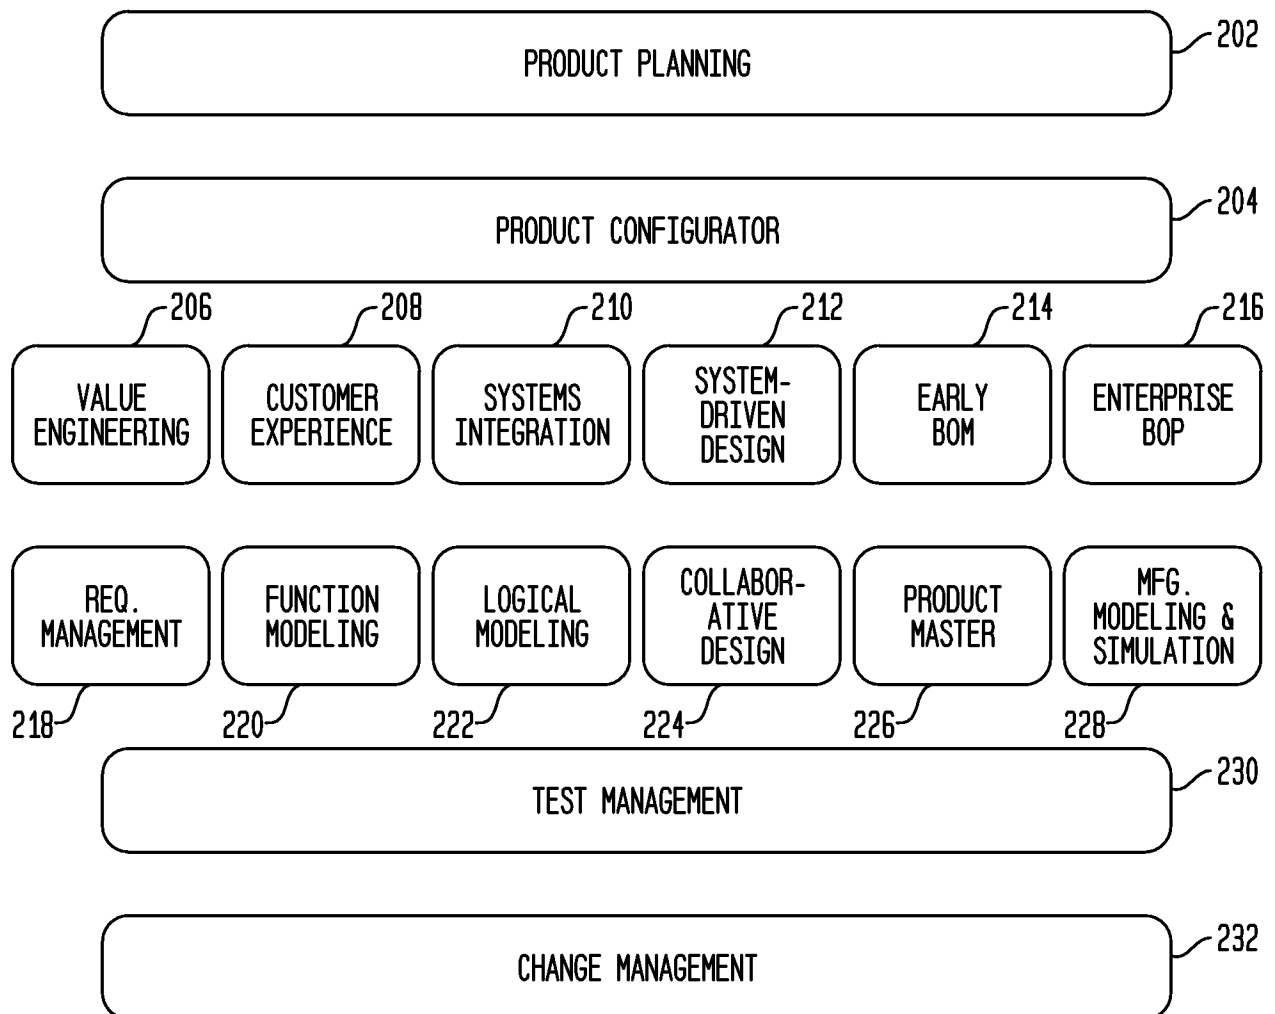 202
PRODUCT PLANNING
204
PRODUCT CONFIGURATOR
206
208
210
212
214
216
VALUE
ENGINEERING
CUSTOMER
EXPERIENCE
SYSTEMS
INTEGRATION
SYSTEM-
DRIVEN
DESIGN
EARLY
BOM
ENTERPRISE
BOP
REQ.
MANAGEMENT
FUNCTION
MODELING
LOGICAL
MODELING
COLLABOR-
ATIVE
DESIGN
PRODUCT
MASTER
MFG.
MODELING &
SIMULATION
218
220
222
224
226
228
230
TEST MANAGEMENT
232
CHANGE MANAGEMENT